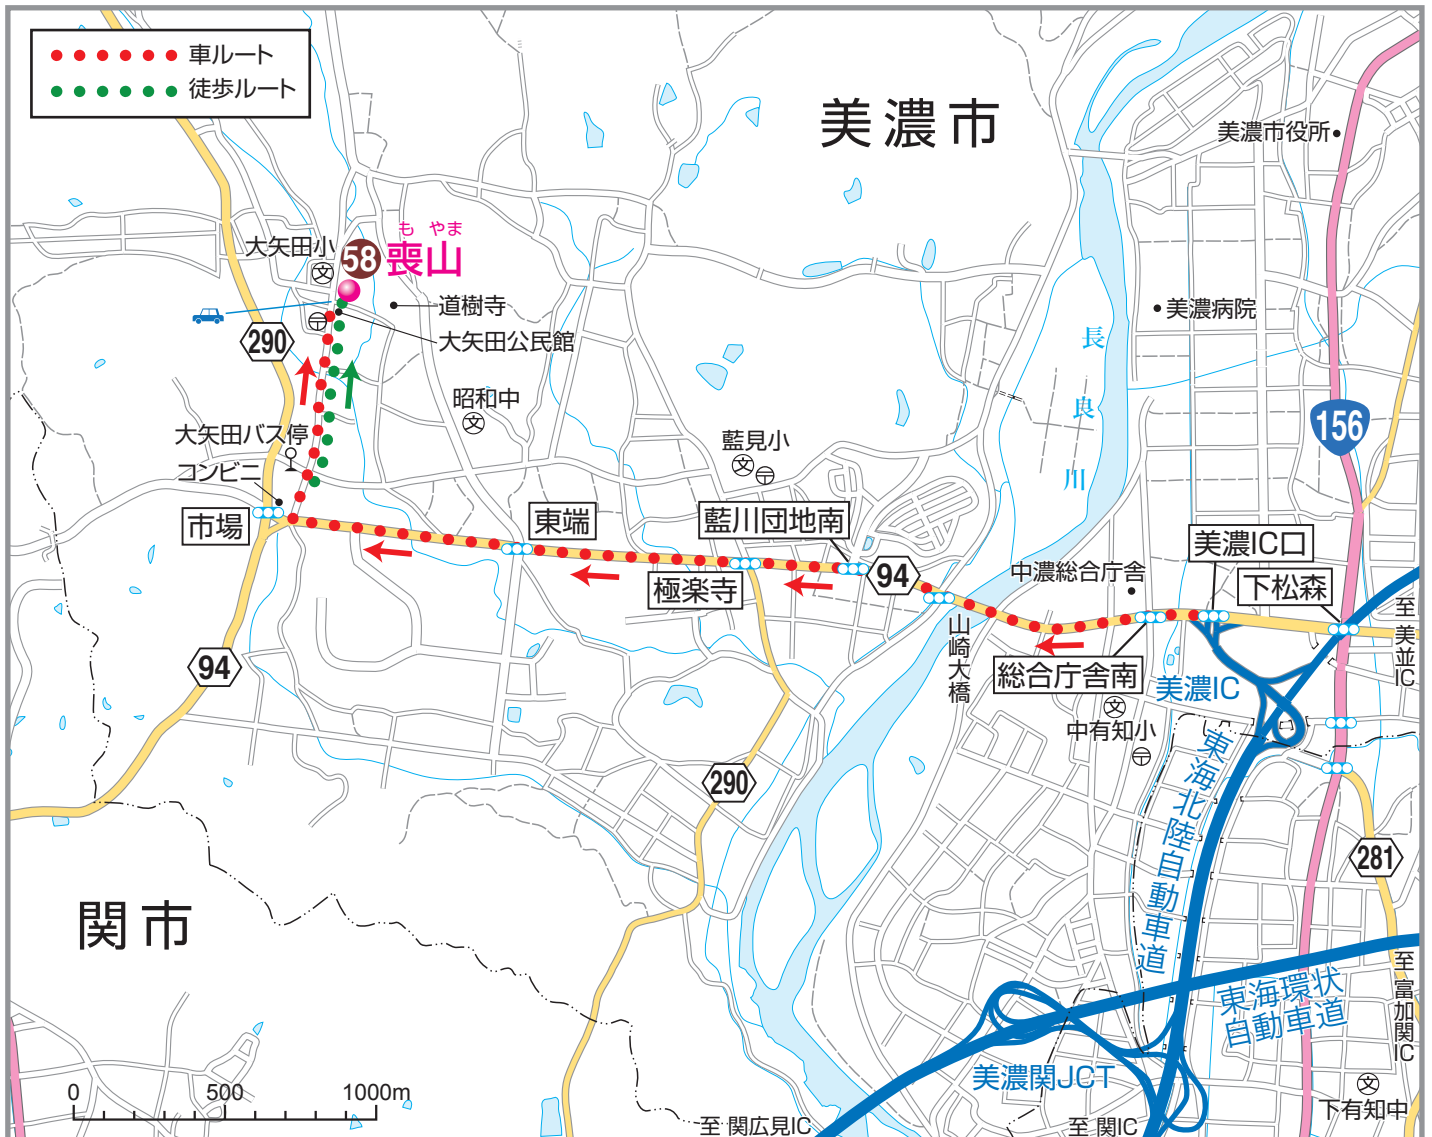 車ルート
徒歩ルート
美濃市
美濃市役所
も やま
大矢田小
文
58
喪山
道樹寺
美濃病院
〒
大矢田公民館
290
長良川
昭和中
文
156
大矢田バス停
藍見小
文
〒
コンビニ
市場
東端
藍川団地南
美濃IC口
94
中濃総合庁舎
下松森
極楽寺
至 美並IC
山崎大橋
94
総合庁舎南
美濃IC
文
中有知小
〒
東海北陸自動車道
290
281
関市
至 富加関IC
東海環状
自動車道
美濃関JCT
文
下有知中
0 500 1000m
至 関広見IC
至 関IC